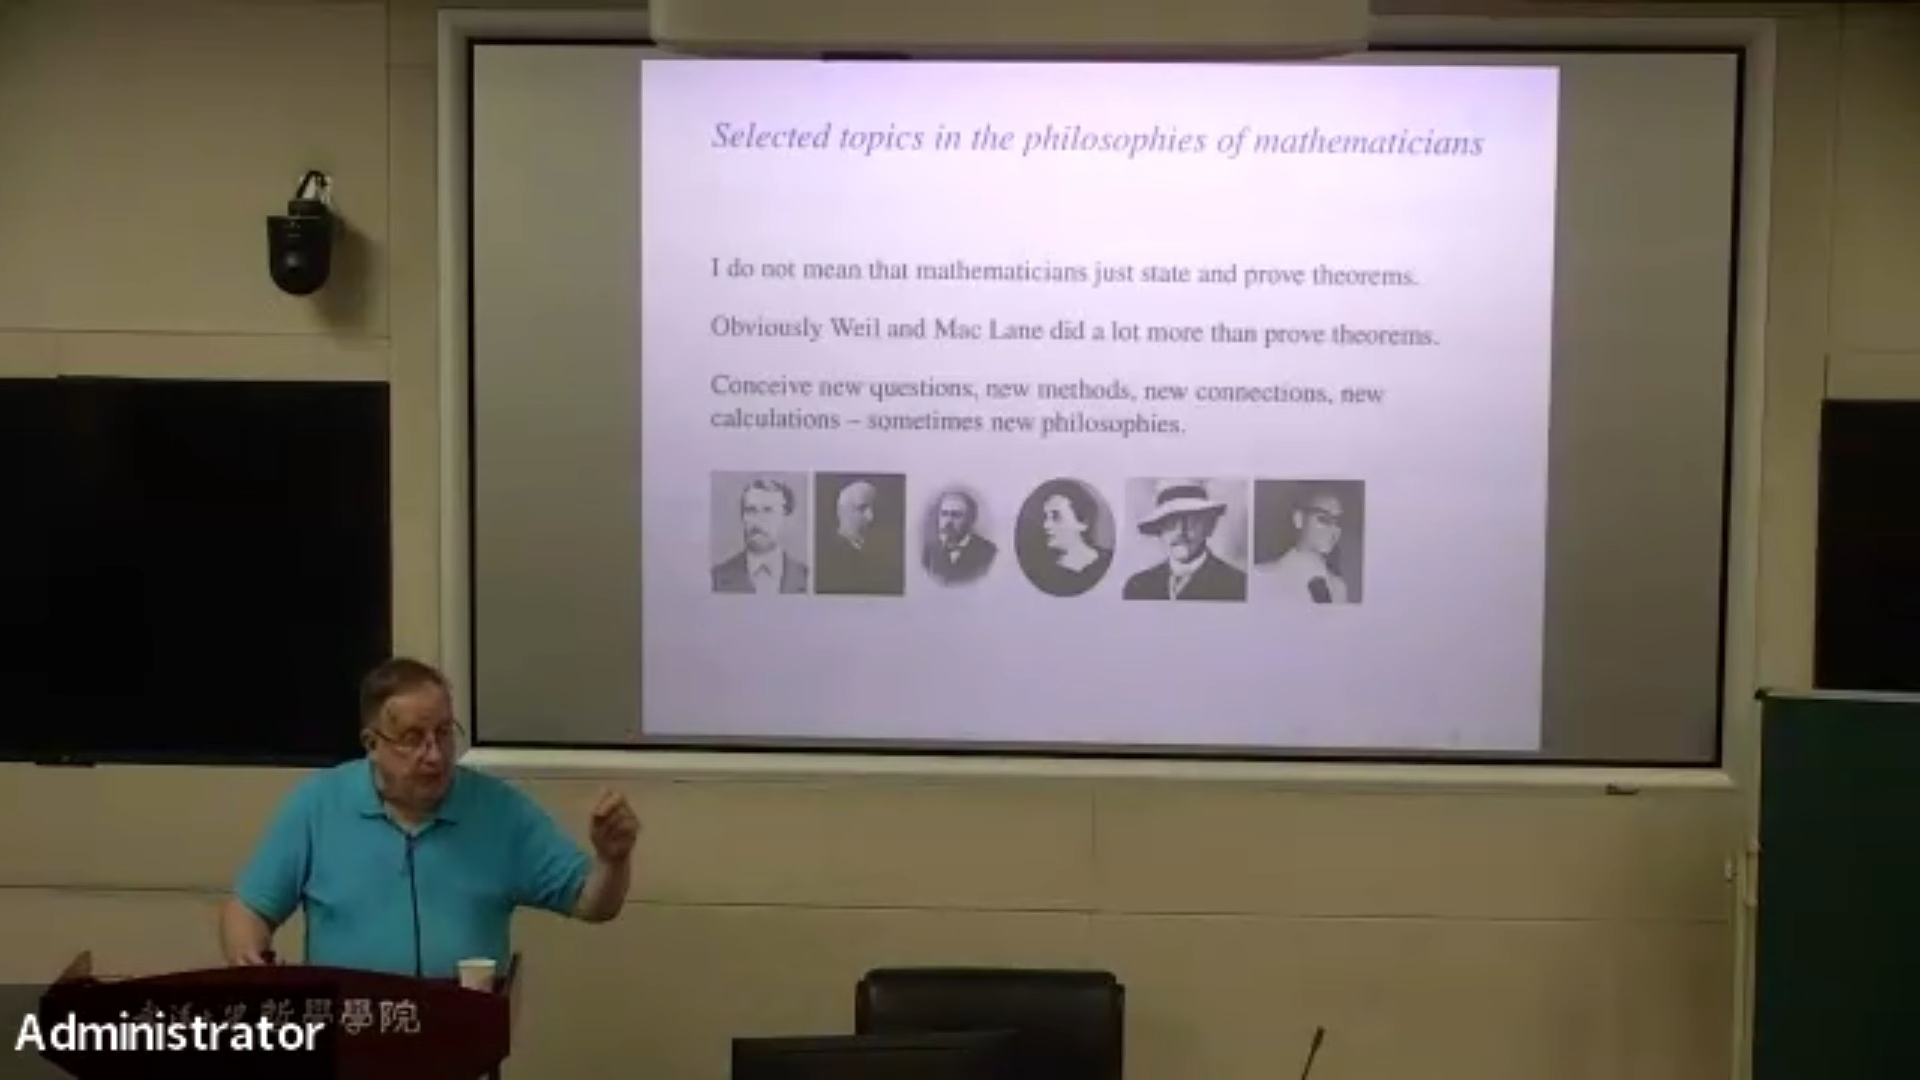 Selected topics in the philosophies of mathematicians
I do not mean that mathematicians just state and prove theorems.
Obviously Weil and Mac Lane did a lot more than prove theorems.
Conceive new questions, new methods, new connections, new
calculations – sometimes new philosophies.
哲學學院
Administrator